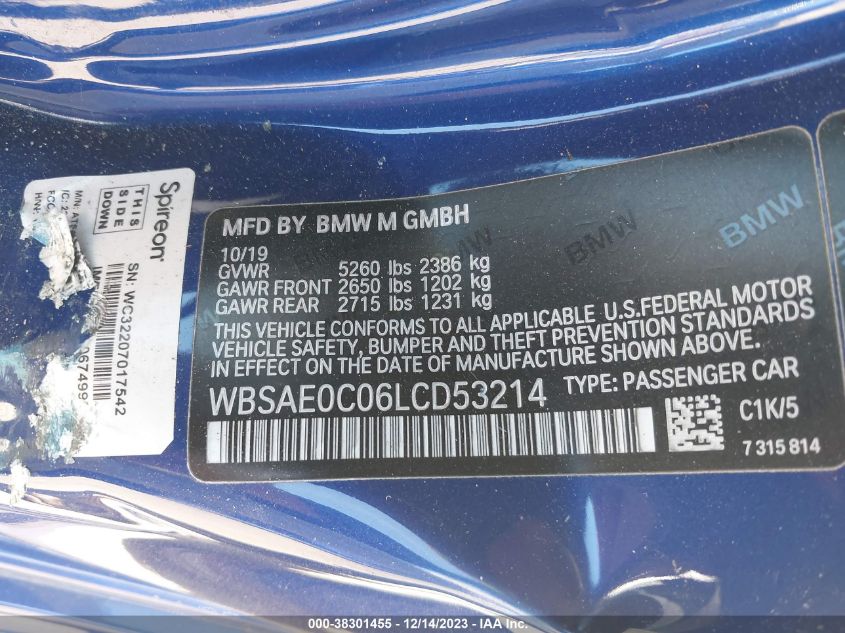 Spireon
THIS
SIDE
DOWN
SN: WC32207017542
MFD BY BMW M GMBH
10/19
GVWR 5260 lbs 2386 kg
GAWR FRONT 2650 lbs 1202 kg
GAWR REAR 2715 lbs 1231 kg
THIS VEHICLE CONFORMS TO ALL APPLICABLE U.S.FEDERAL MOTOR
VEHICLE SAFETY, BUMPER AND THEFT PREVENTION STANDARDS
IN EFFECT ON THE DATE OF MANUFACTURE SHOWN ABOVE.
WBSAE0C06LCD53214 TYPE: PASSENGER CAR
C1K/5
7 315 814
BMW
BMW
000-38301455 - 12/14/2023 - IAA Inc.